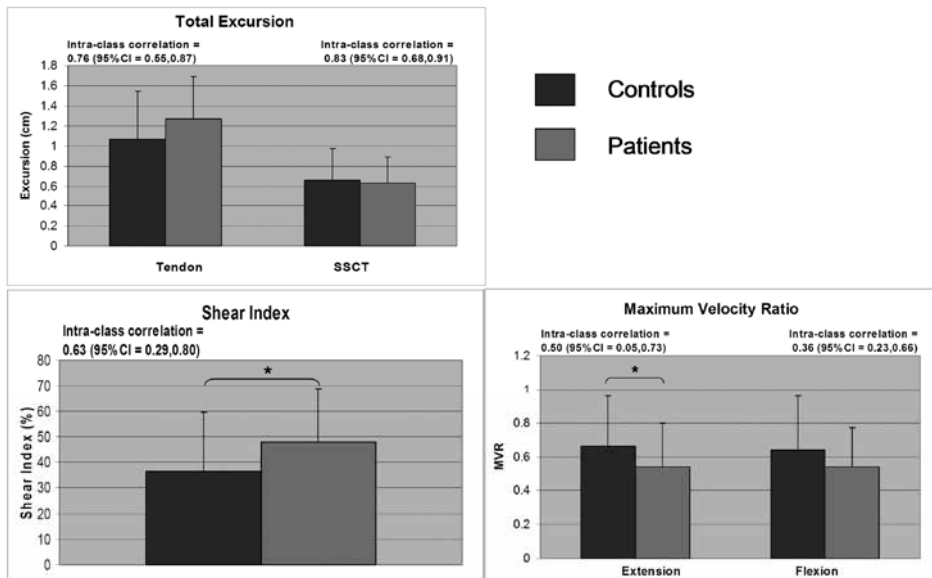 Total Excursion
Intra-class correlation =
0.76 (95%CI = 0.55,0.87)
Intra-class correlation =
0.83 (95%CI = 0.68,0.91)
1.8
1.6
1.4
1.2
1
0.8
0.6
0.4
0.2
0
Excursion (cm)
Tendon
SSCT
Controls
Patients
Shear Index
Intra-class correlation =
0.63 (95%CI = 0.29,0.80)
80
70
60
50
40
30
20
10
0
Shear Index (%)
*
Maximum Velocity Ratio
Intra-class correlation =
0.50 (95%CI = 0.05,0.73)
Intra-class correlation =
0.36 (95%CI = 0.23,0.66)
1.2
1
0.8
0.6
0.4
0.2
0
MVR
*
Extension
Flexion